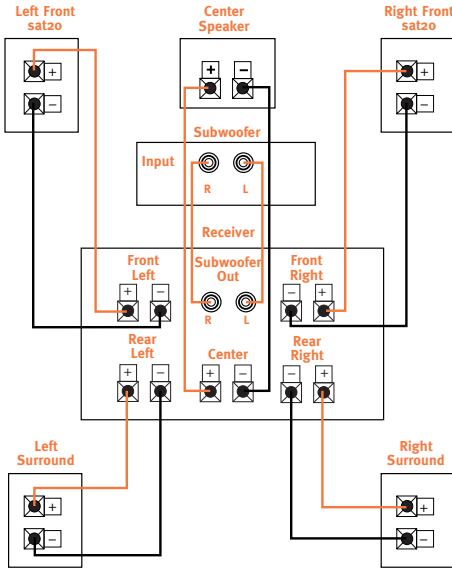 Left Front
sat20
Center
Speaker
Right Front
sat20
+
–
+ –
+
–
Subwoofer
Input
R L
Receiver
Front
Left
Subwoofer
Out
Front
Right
+ –
R L
– +
Rear
Left
Center
Rear
Right
+ –
+ –
– +
Left
Surround
Right
Surround
+
–
+
–